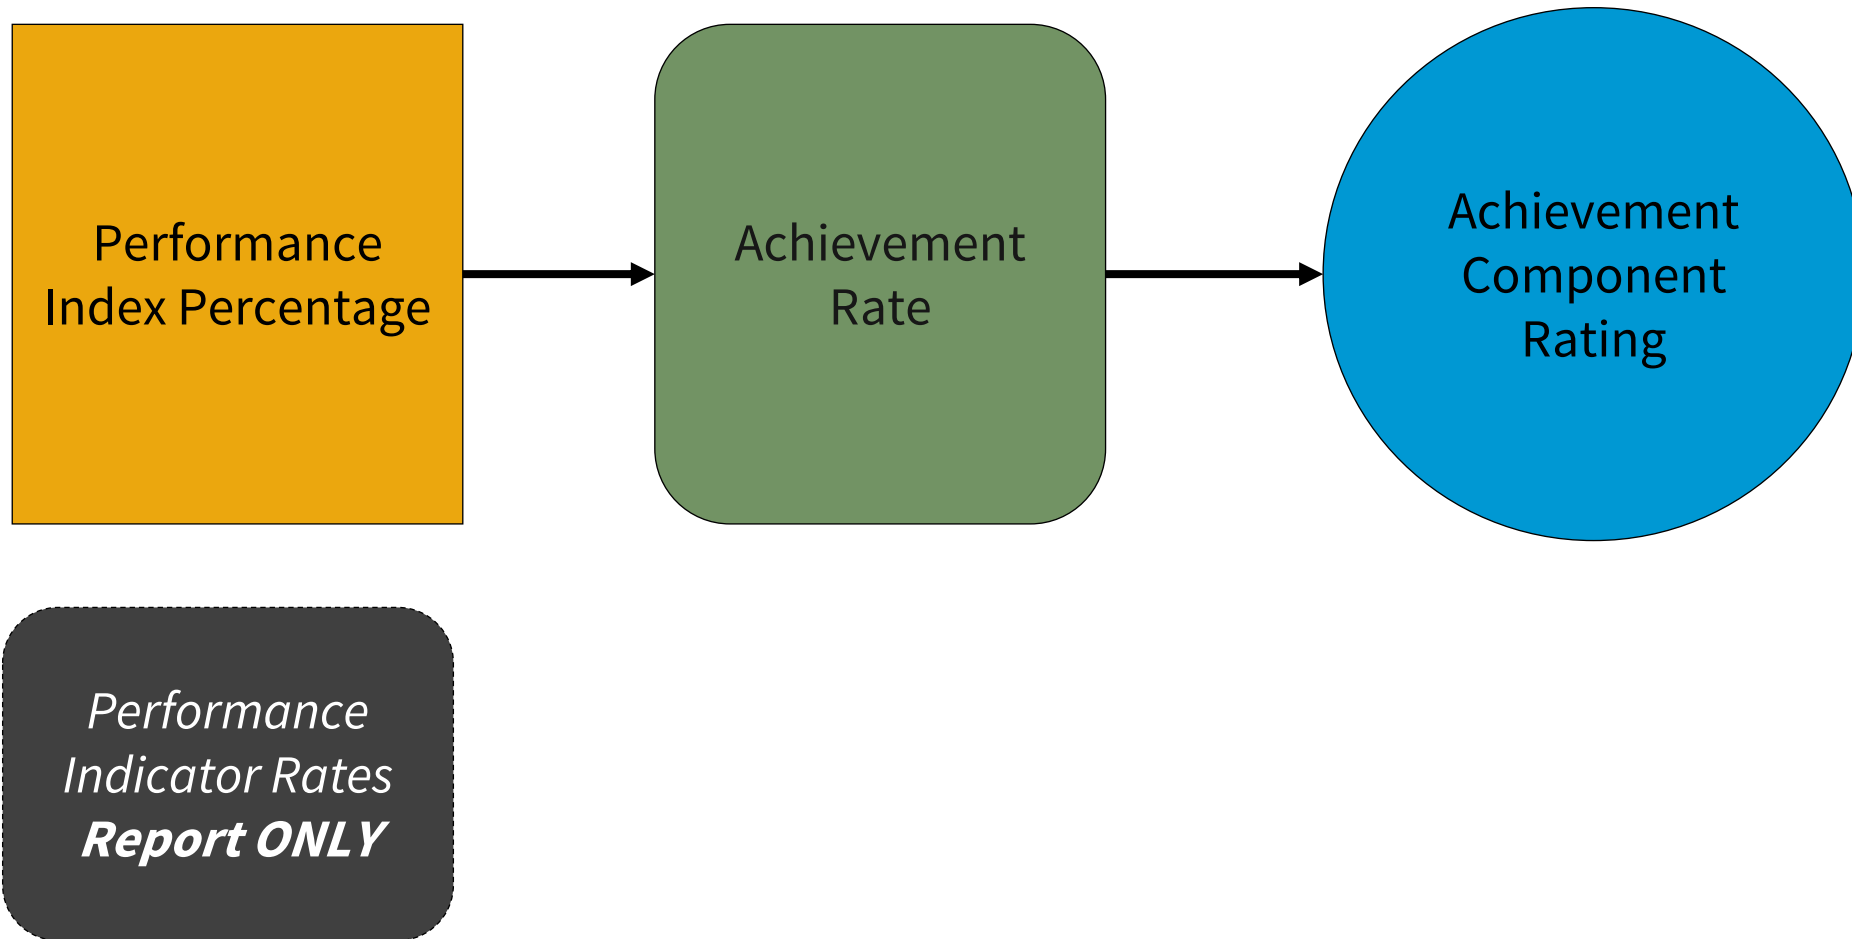 Performance
Index Percentage
Achievement
Rate
Achievement
Component
Rating
Performance
Indicator Rates
Report ONLY